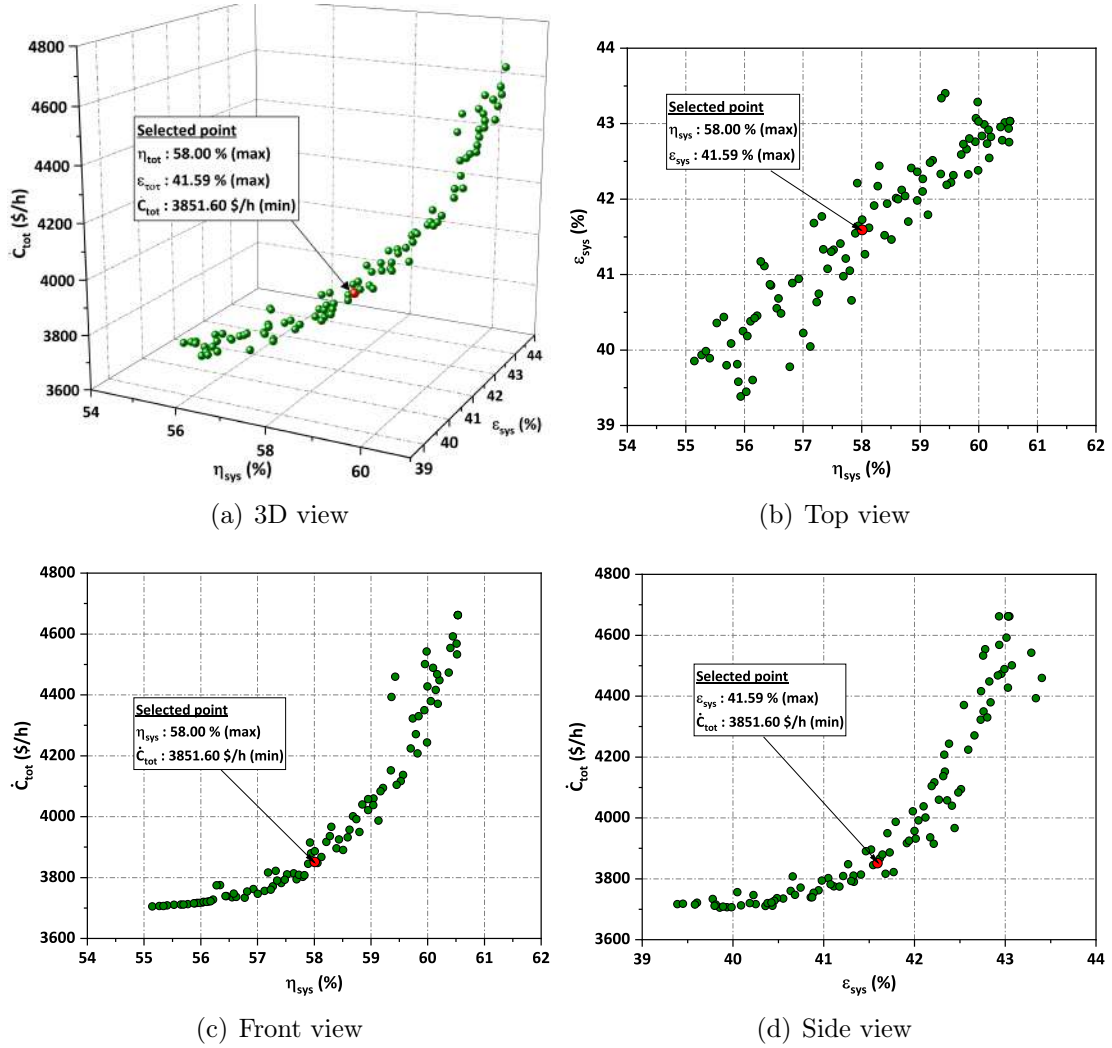 4800
4600
4400
4200
4000
3800
3600
Ċtot ($/h)
Selected point
ηtot : 58.00 % (max)
ετοτ : 41.59 % (max)
Ctot : 3851.60 $/h (min)
54
56
58
60
ηsys (%)
39
40
41
42
43
44
εsys (%)
(a) 3D view
44
43
42
41
40
39
εsys (%)
Selected point
ηsys : 58.00 % (max)
εsys : 41.59 % (max)
54 55 56 57 58 59 60 61 62
ηsys (%)
(b) Top view
4800
4600
4400
4200
4000
3800
3600
Ċtot ($/h)
Selected point
ηsys : 58.00 % (max)
Ċtot : 3851.60 $/h (min)
54 55 56 57 58 59 60 61 62
ηsys (%)
(c) Front view
4800
4600
4400
4200
4000
3800
3600
Ċtot ($/h)
Selected point
εsys : 41.59 % (max)
Ċtot : 3851.60 $/h (min)
39 40 41 42 43 44
εsys (%)
(d) Side view